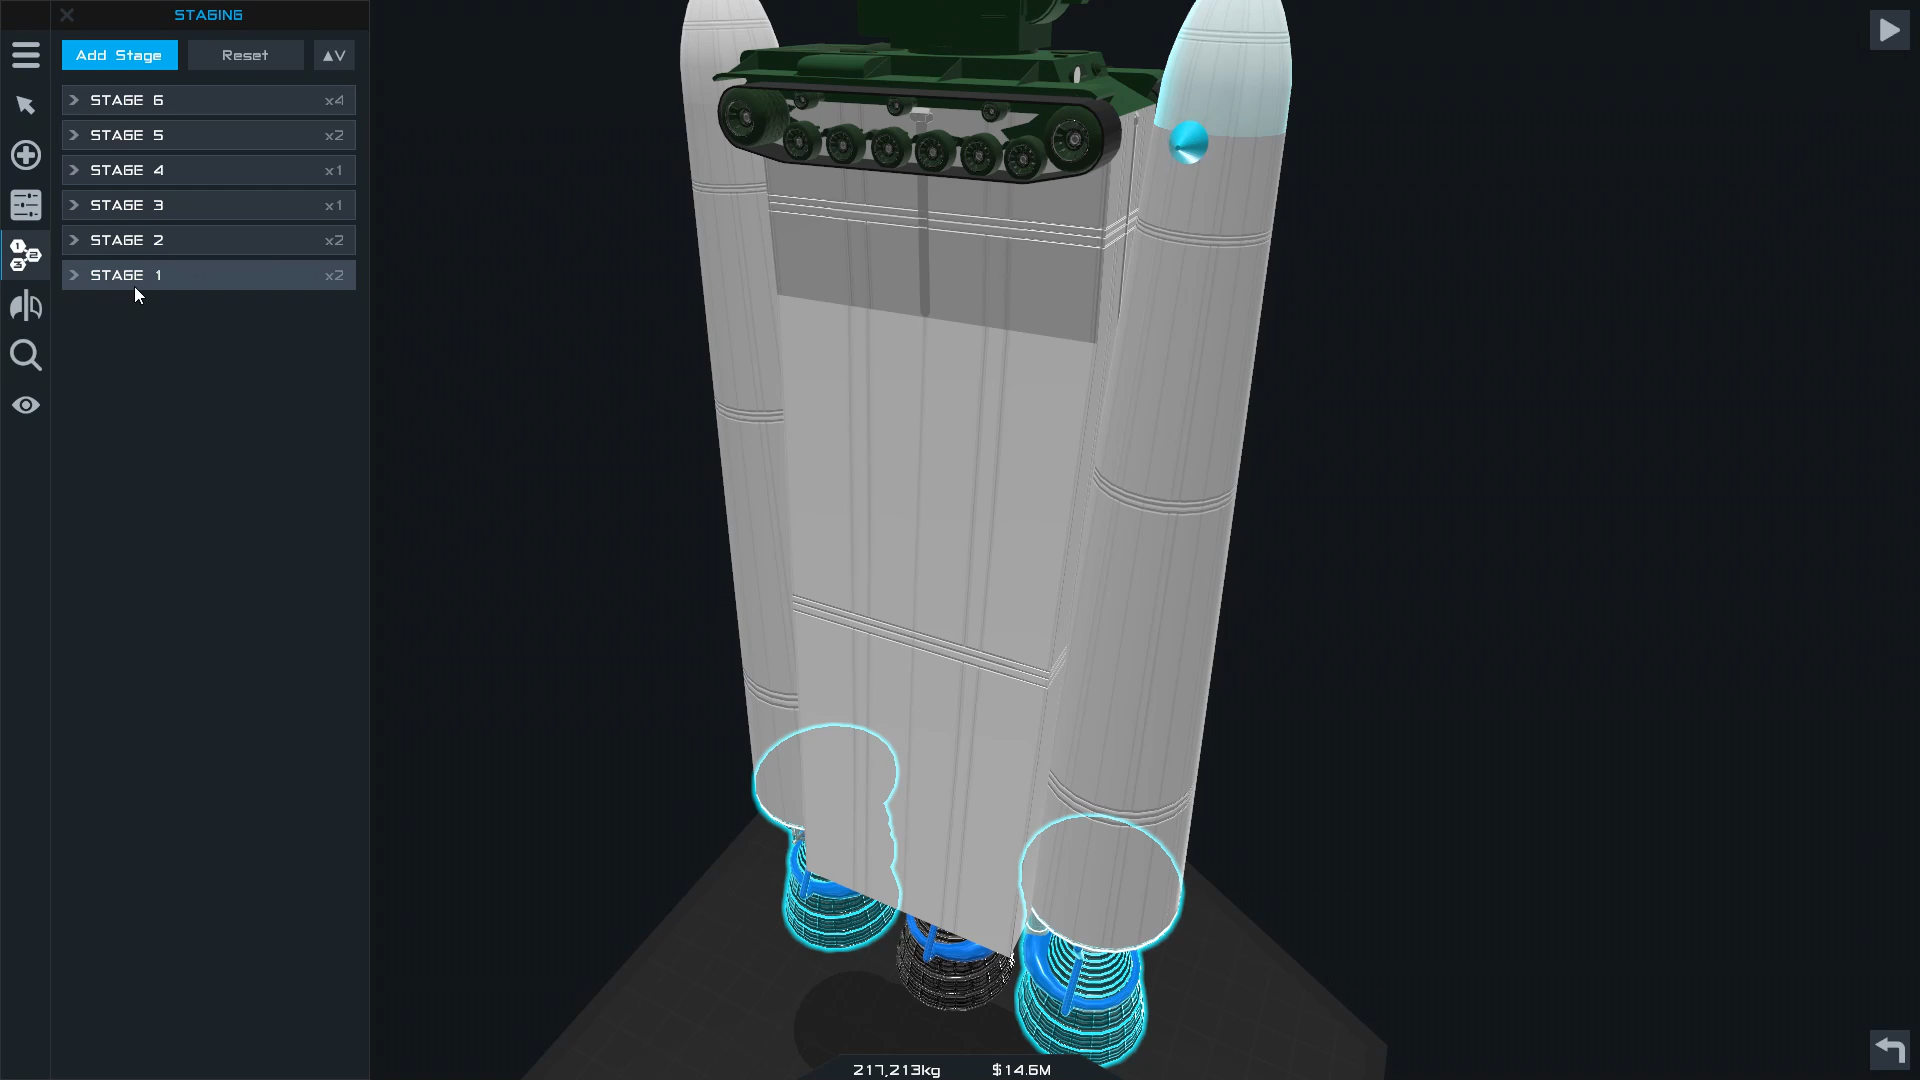 STAGING
Add Stage
Reset
STAGE 6 x4
STAGE 5 x2
STAGE 4 x1
STAGE 3 x1
STAGE 2 x2
STAGE 1 x2
217,213kg $14.6M